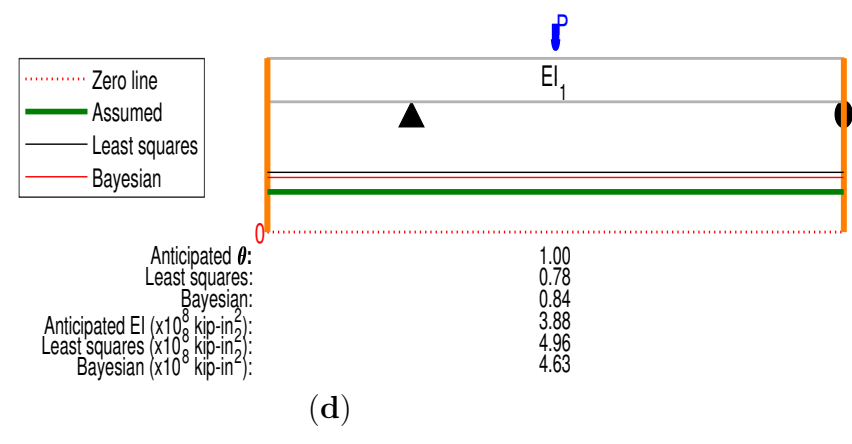 P
EI1
Zero line
Assumed
Least squares
Bayesian
0
Anticipated θ: 1.00
Least squares: 0.78
Bayesian: 0.84
Anticipated EI (x10^8 kip-in^2): 3.88
Least squares (x10^8 kip-in^2): 4.96
Bayesian (x10^8 kip-in^2): 4.63
(d)